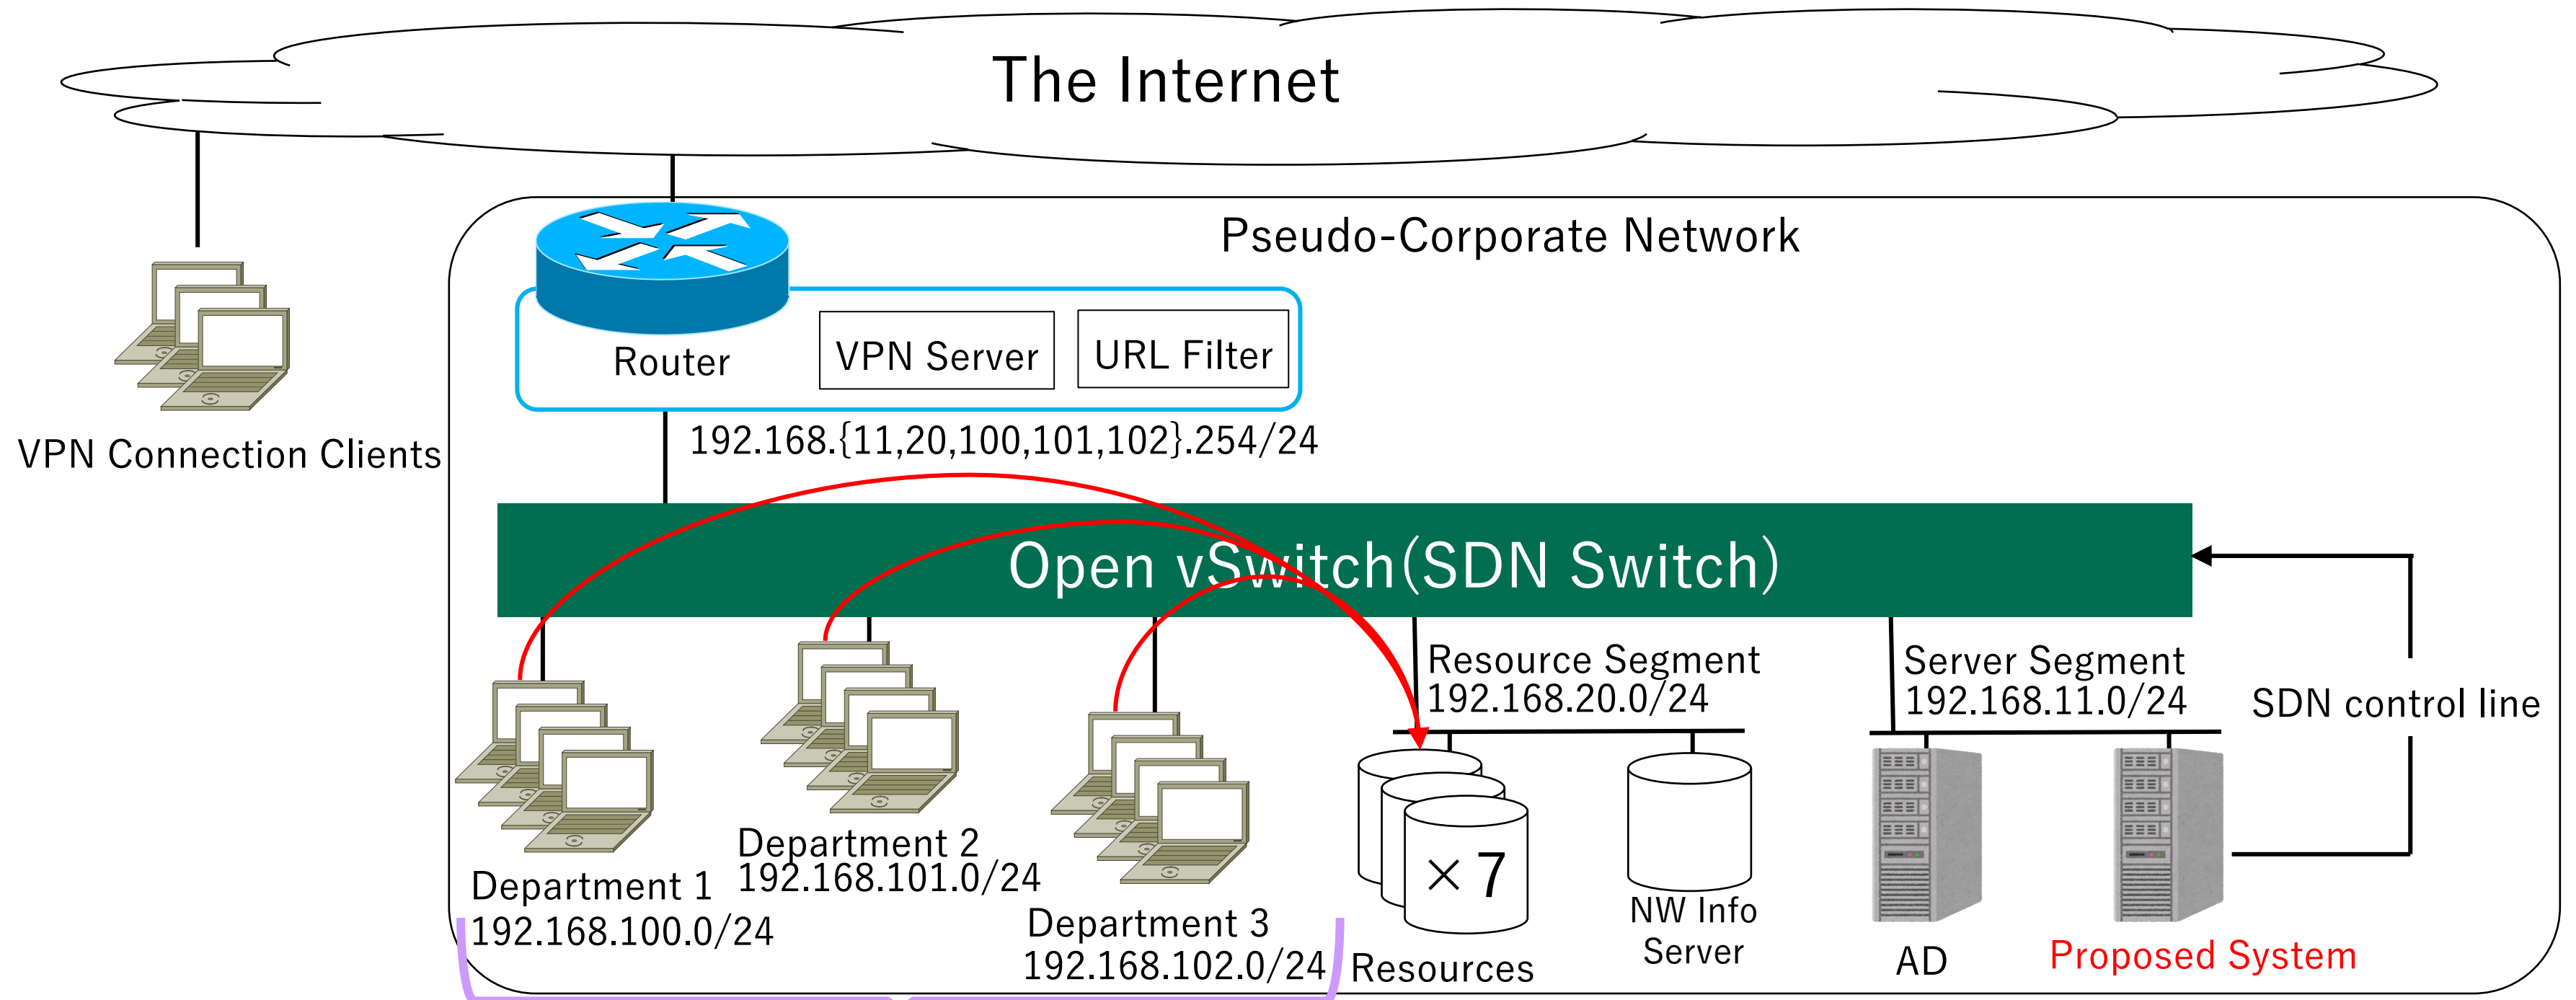 The Internet
Pseudo-Corporate Network
Router
VPN Server
URL Filter
VPN Connection Clients
192.168.{11,20,100,101,102}.254/24
Open vSwitch(SDN Switch)
Resource Segment
192.168.20.0/24
Server Segment
192.168.11.0/24
SDN control line
Department 1
192.168.100.0/24
Department 2
192.168.101.0/24
Department 3
192.168.102.0/24
×7
Resources
NW Info
Server
AD
Proposed System